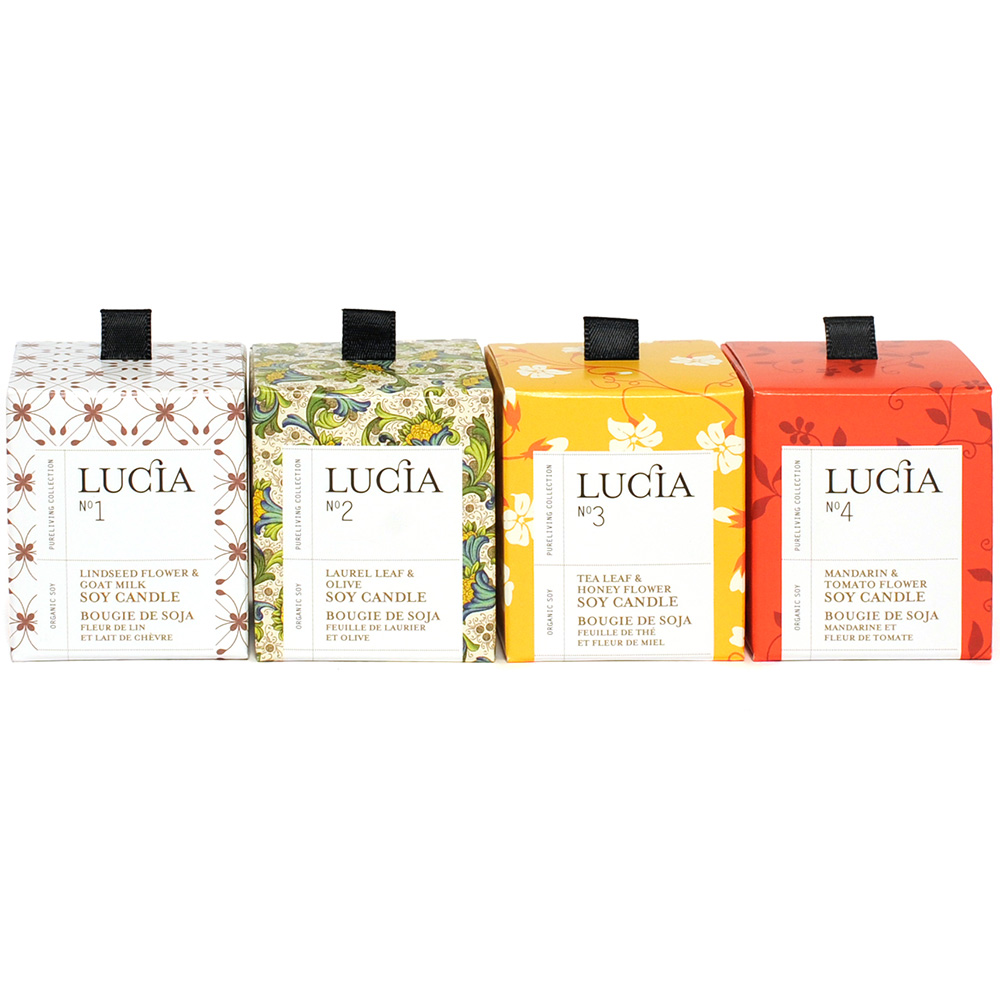 PURELIVING COLLECTION
LUCIA
Nº1
ORGANIC SOY
LINDSEED FLOWER &
GOAT MILK
SOY CANDLE
BOUGIE DE SOJA
FLEUR DE LIN
ET LAIT DE CHÈVRE
PURELIVING COLLECTION
LUCIA
Nº2
ORGANIC SOY
LAUREL LEAF &
OLIVE
SOY CANDLE
BOUGIE DE SOJA
FEUILLE DE LAURIER
ET OLIVE
PURELIVING COLLECTION
LUCIA
Nº3
ORGANIC SOY
TEA LEAF &
HONEY FLOWER
SOY CANDLE
BOUGIE DE SOJA
FEUILLE DE THÉ
ET FLEUR DE MIEL
PURELIVING COLLECTION
LUCIA
Nº4
ORGANIC SOY
MANDARIN &
TOMATO FLOWER
SOY CANDLE
BOUGIE DE SOJA
MANDARINE ET
FLEUR DE TOMATE